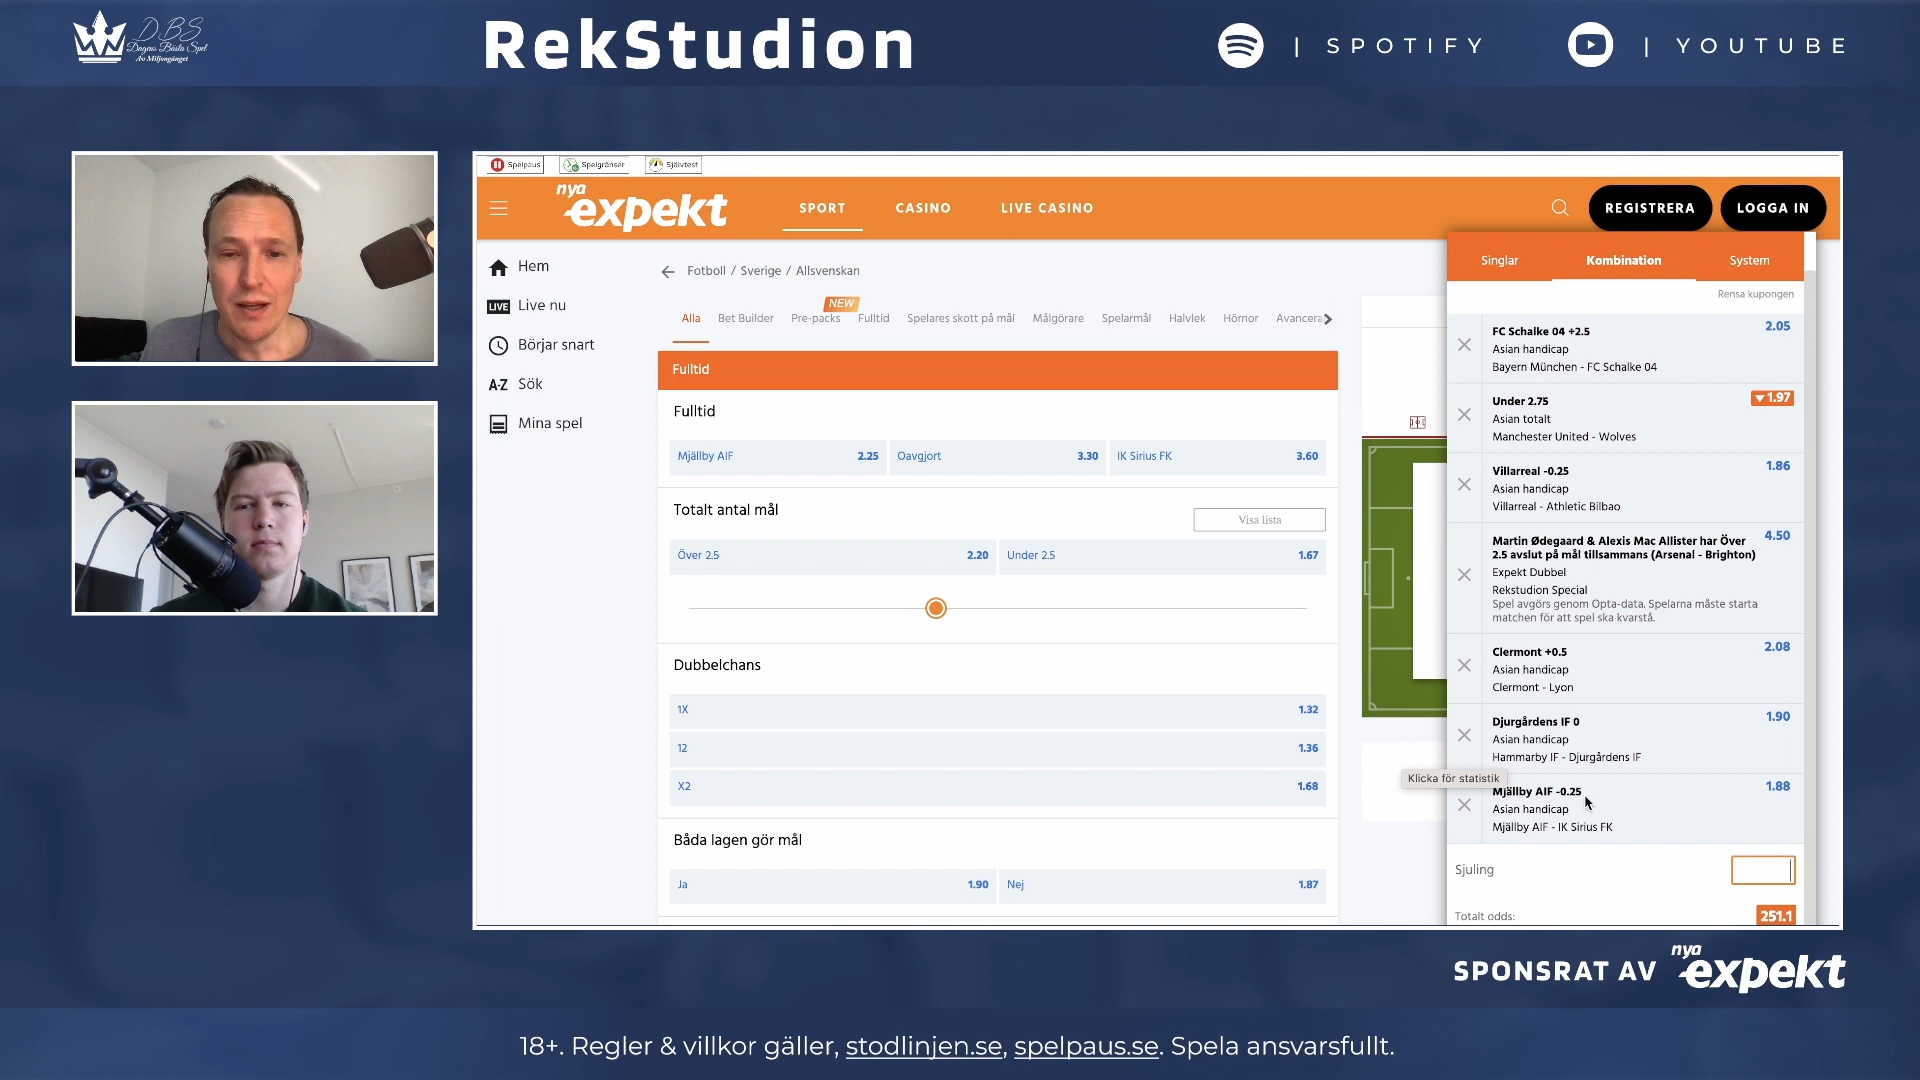 DBS
Dagens Bästa Spel
Av Miljongänget
RekStudion
| SPOTIFY
| YOUTUBE
Spelpaus
Spelgränser
Självtest
nya
expekt
SPORT
CASINO
LIVE CASINO
REGISTRERA
LOGGA IN
Hem
LIVE Live nu
Börjar snart
A-Z Sök
Mina spel
Fotboll / Sverige / Allsvenskan
NEW
Alla
Bet Builder
Pre-packs
Fulltid
Spelares skott på mål
Målgörare
Spelarmål
Halvlek
Hörnor
Avancera
Fulltid
Fulltid
Mjällby AIF 2.25
Oavgjort 3.30
IK Sirius FK 3.60
Totalt antal mål
Visa lista
Över 2.5 2.20
Under 2.5 1.67
Dubbelchans
1X 1.32
12 1.36
X2 1.68
Båda lagen gör mål
Ja 1.90
Nej 1.87
Singlar
Kombination
System
Rensa kupongen
FC Schalke 04 +2.5 2.05
Asian handicap
Bayern München - FC Schalke 04
Under 2.75 ▼1.97
Asian totalt
Manchester United - Wolves
Villarreal -0.25 1.86
Asian handicap
Villarreal - Athletic Bilbao
Martin Ødegaard & Alexis Mac Allister har Över 4.50
2.5 avslut på mål tillsammans (Arsenal - Brighton)
Expekt Dubbel
Rekstudion Special
Spel avgörs genom Opta-data. Spelarna måste starta
matchen för att spel ska kvarstå.
Clermont +0.5 2.08
Asian handicap
Clermont - Lyon
Djurgårdens IF 0 1.90
Asian handicap
Hammarby IF - Djurgårdens IF
Klicka för statistik
Mjällby AIF -0.25 1.88
Asian handicap
Mjällby AIF - IK Sirius FK
Sjuling
Totalt odds: 251.1
SPONSRAT AV nya expekt
18+. Regler & villkor gäller, stodlinjen.se, spelpaus.se. Spela ansvarsfullt.